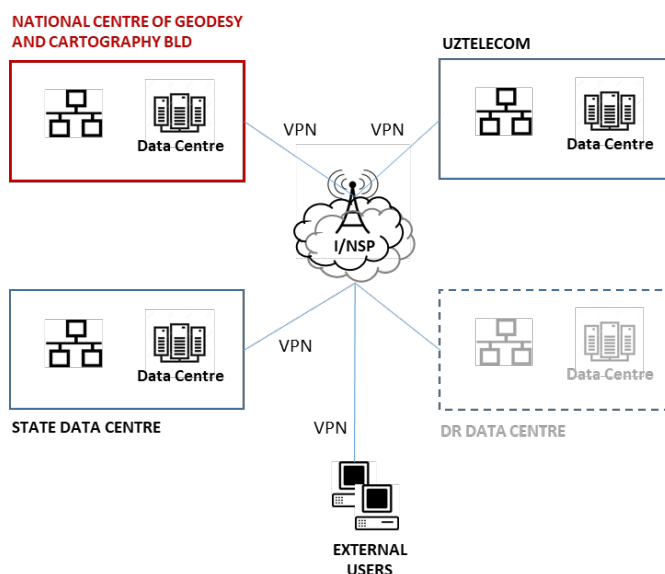 NATIONAL CENTRE OF GEODESY
AND CARTOGRAPHY BLD
UZTELECOM
Data Centre
VPN
VPN
Data Centre
I/NSP
Data Centre
VPN
Data Centre
STATE DATA CENTRE
VPN
DR DATA CENTRE
EXTERNAL
USERS